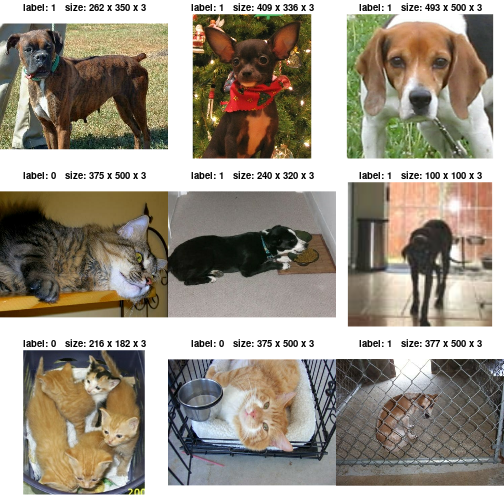 label: 1 size: 262 x 350 x 3
label: 1 size: 409 x 336 x 3
label: 1 size: 493 x 500 x 3
label: 0 size: 375 x 500 x 3
label: 1 size: 240 x 320 x 3
label: 1 size: 100 x 100 x 3
label: 0 size: 216 x 182 x 3
label: 0 size: 375 x 500 x 3
label: 1 size: 377 x 500 x 3
200